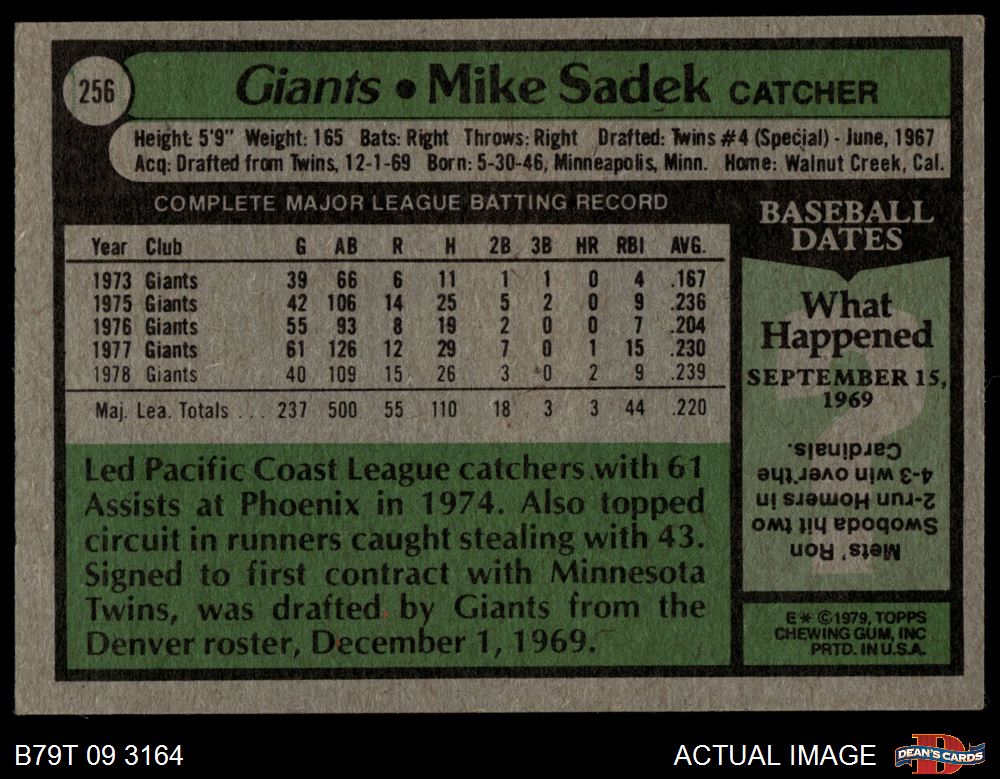 256
Giants • Mike Sadek CATCHER
Height: 5'9" Weight: 165 Bats: Right Throws: Right Drafted: Twins #4 (Special) - June, 1967
Acq: Drafted from Twins, 12-1-69 Born: 5-30-46, Minneapolis, Minn. Home: Walnut Creek, Cal.
COMPLETE MAJOR LEAGUE BATTING RECORD
Year Club G AB R H 2B 3B HR RBI AVG.
1973 Giants 39 66 6 11 1 1 0 4 .167
1975 Giants 42 106 14 25 5 2 0 9 .236
1976 Giants 55 93 8 19 2 0 0 7 .204
1977 Giants 61 126 12 29 7 0 1 15 .230
1978 Giants 40 109 15 26 3 0 2 9 .239
Maj. Lea. Totals ... 237 500 55 110 18 3 3 44 .220
Led Pacific Coast League catchers with 61
Assists at Phoenix in 1974. Also topped
circuit in runners caught stealing with 43.
Signed to first contract with Minnesota
Twins, was drafted by Giants from the
Denver roster, December 1, 1969.
BASEBALL
DATES
What
Happened
SEPTEMBER 15,
1969
Mets' Ron
Swoboda hit two
2-run Homers in
4-3 win over the
Cardinals.
E* ©1979, TOPPS
CHEWING GUM, INC
PRTD. IN U.S.A.
B79T 09 3164
ACTUAL IMAGE
DEAN'S CARDS